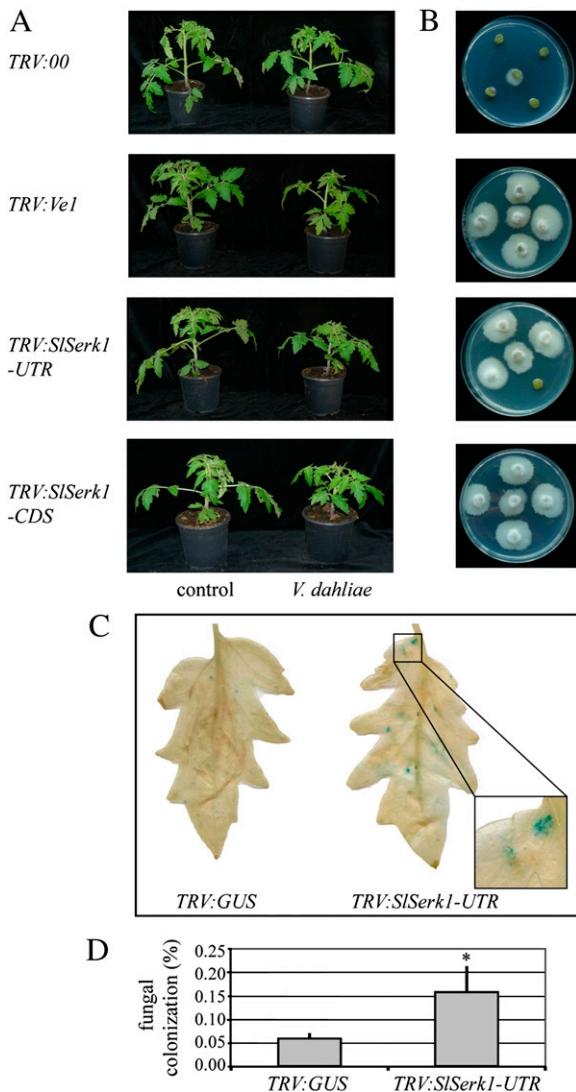 A
B
TRV:00
TRV:Ve1
TRV:SlSerk1
-UTR
TRV:SlSerk1
-CDS
control
V. dahliae
C
TRV:GUS
TRV:SlSerk1-UTR
D
fungal
colonization (%)
0.25
0.20
0.15
0.10
0.05
0.00
*
TRV:GUS
TRV:SlSerk1-UTR